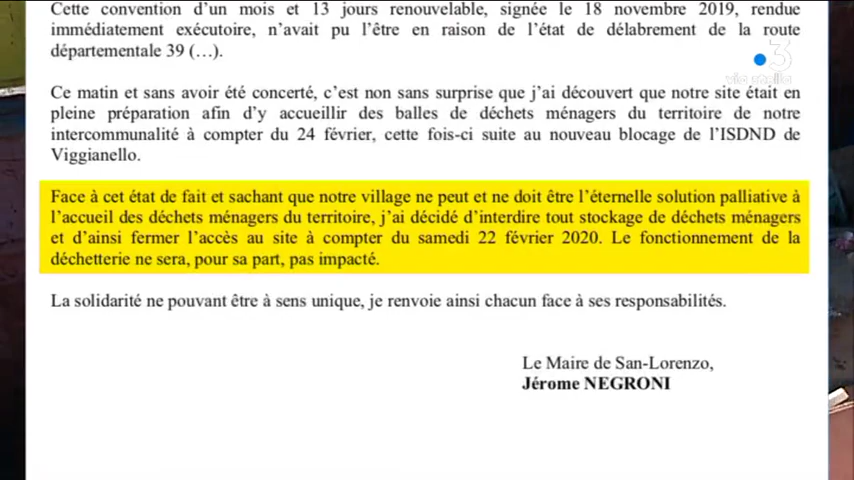 Cette convention d'un mois et 13 jours renouvelable, signée le 18 novembre 2019, rendue
immédiatement exécutoire, n'avait pu l'être en raison de l'état de délabrement de la route
départementale 39 (…).
3
via stella
Ce matin et sans avoir été concerté, c'est non sans surprise que j'ai découvert que notre site était en
pleine préparation afin d'y accueillir des balles de déchets ménagers du territoire de notre
intercommunalité à compter du 24 février, cette fois-ci suite au nouveau blocage de l'ISDND de
Viggianello.
Face à cet état de fait et sachant que notre village ne peut et ne doit être l'éternelle solution palliative à
l'accueil des déchets ménagers du territoire, j'ai décidé d'interdire tout stockage de déchets ménagers
et d'ainsi fermer l'accès au site à compter du samedi 22 février 2020. Le fonctionnement de la
déchetterie ne sera, pour sa part, pas impacté.
La solidarité ne pouvant être à sens unique, je renvoie ainsi chacun face à ses responsabilités.
Le Maire de San-Lorenzo,
Jérome NEGRONI